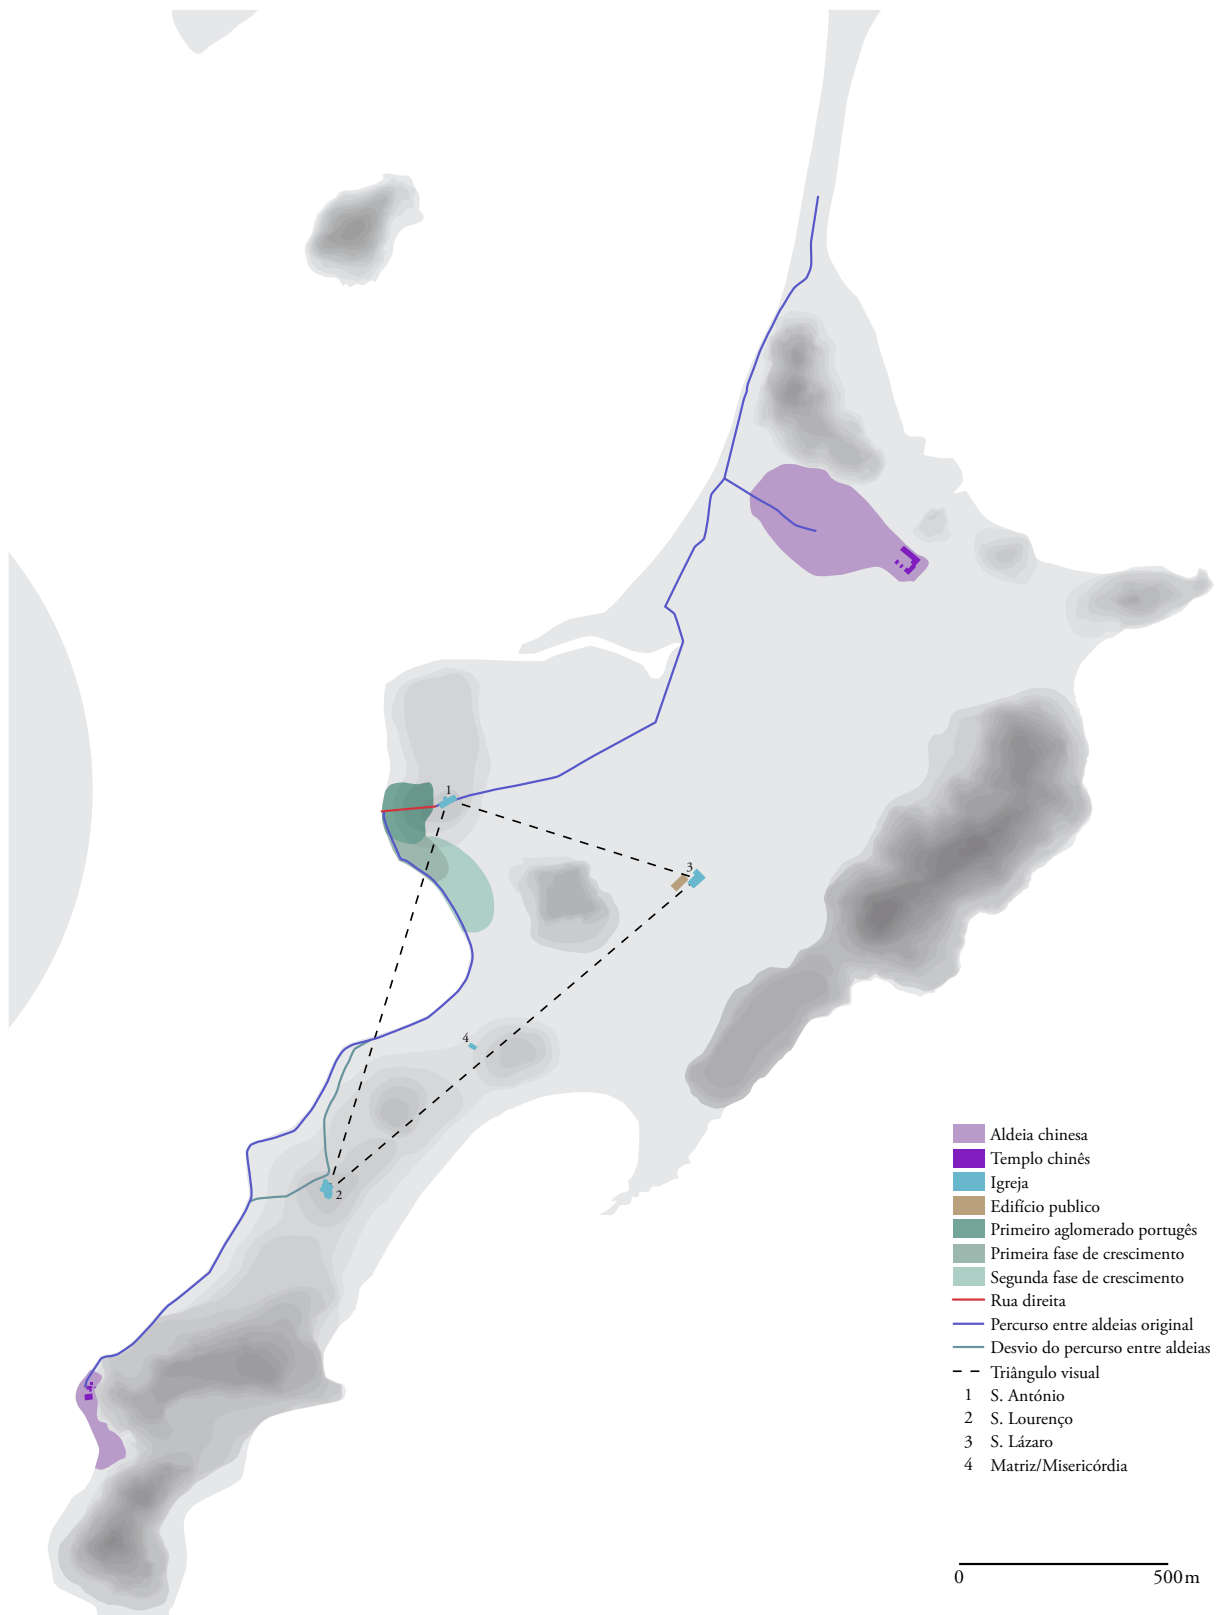 1
3
4
2
Aldeia chinesa
Templo chinês
Igreja
Edifício publico
Primeiro aglomerado portugês
Primeira fase de crescimento
Segunda fase de crescimento
Rua direita
Percurso entre aldeias original
Desvio do percurso entre aldeias
Triângulo visual
1 S. António
2 S. Lourenço
3 S. Lázaro
4 Matriz/Misericórdia
0 500m